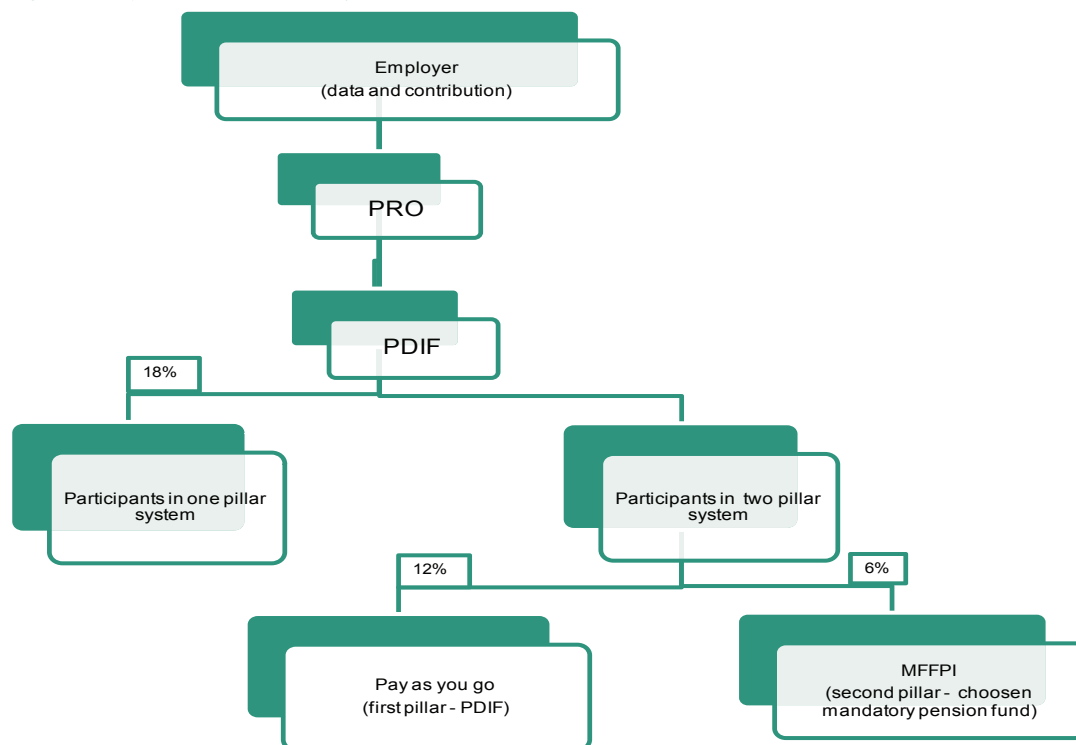 Employer
(data and contribution)
PRO
PDIF
18%
Participants in one pillar
system
Participants in two pillar
system
12%
6%
Pay as you go
(first pillar - PDIF)
MFFPI
(second pillar - choosen
mandatory pension fund)